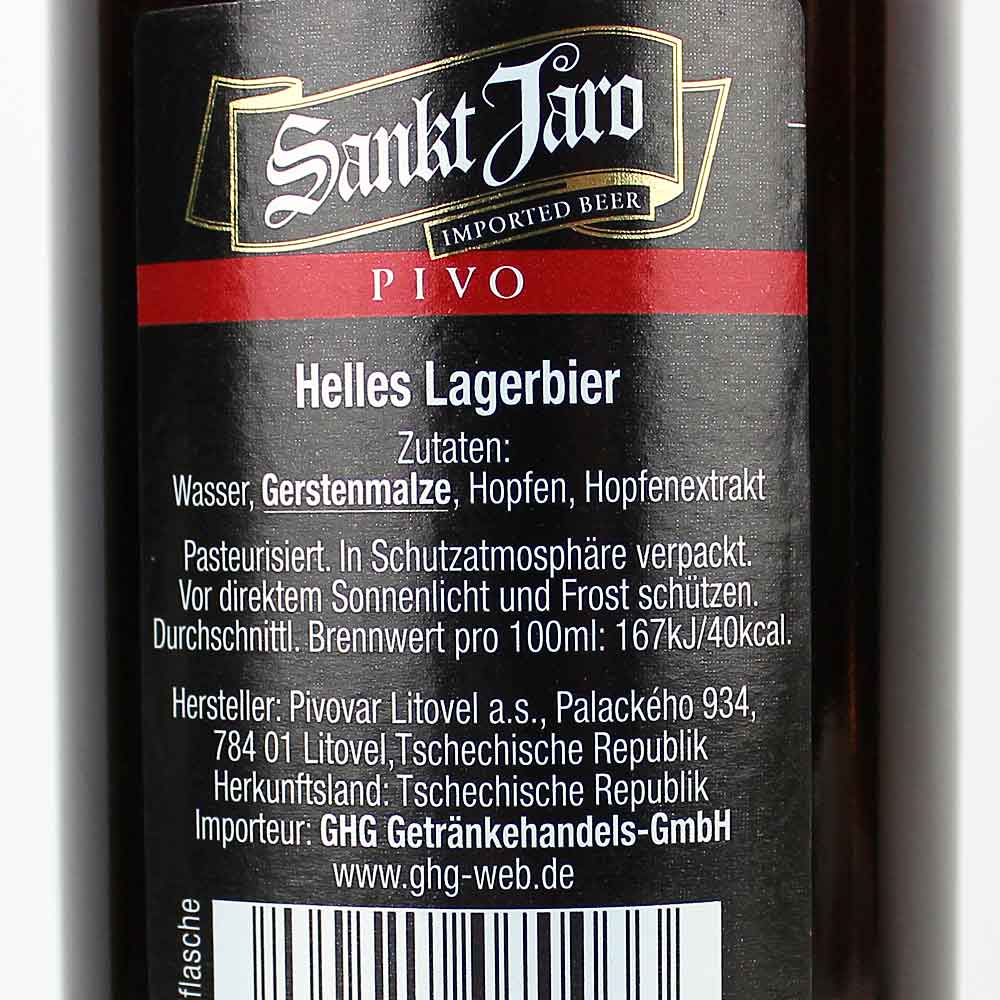 Sankt Jaro
IMPORTED BEER
PIVO
Helles Lagerbier
Zutaten:
Wasser, Gerstenmalze, Hopfen, Hopfenextrakt
Pasteurisiert. In Schutzatmosphäre verpackt.
Vor direktem Sonnenlicht und Frost schützen.
Durchschnittl. Brennwert pro 100ml: 167kJ/40kcal.
Hersteller: Pivovar Litovel a.s., Palackého 934,
784 01 Litovel,Tschechische Republik
Herkunftsland: Tschechische Republik
Importeur: GHG Getränkehandels-GmbH
www.ghg-web.de
flasche